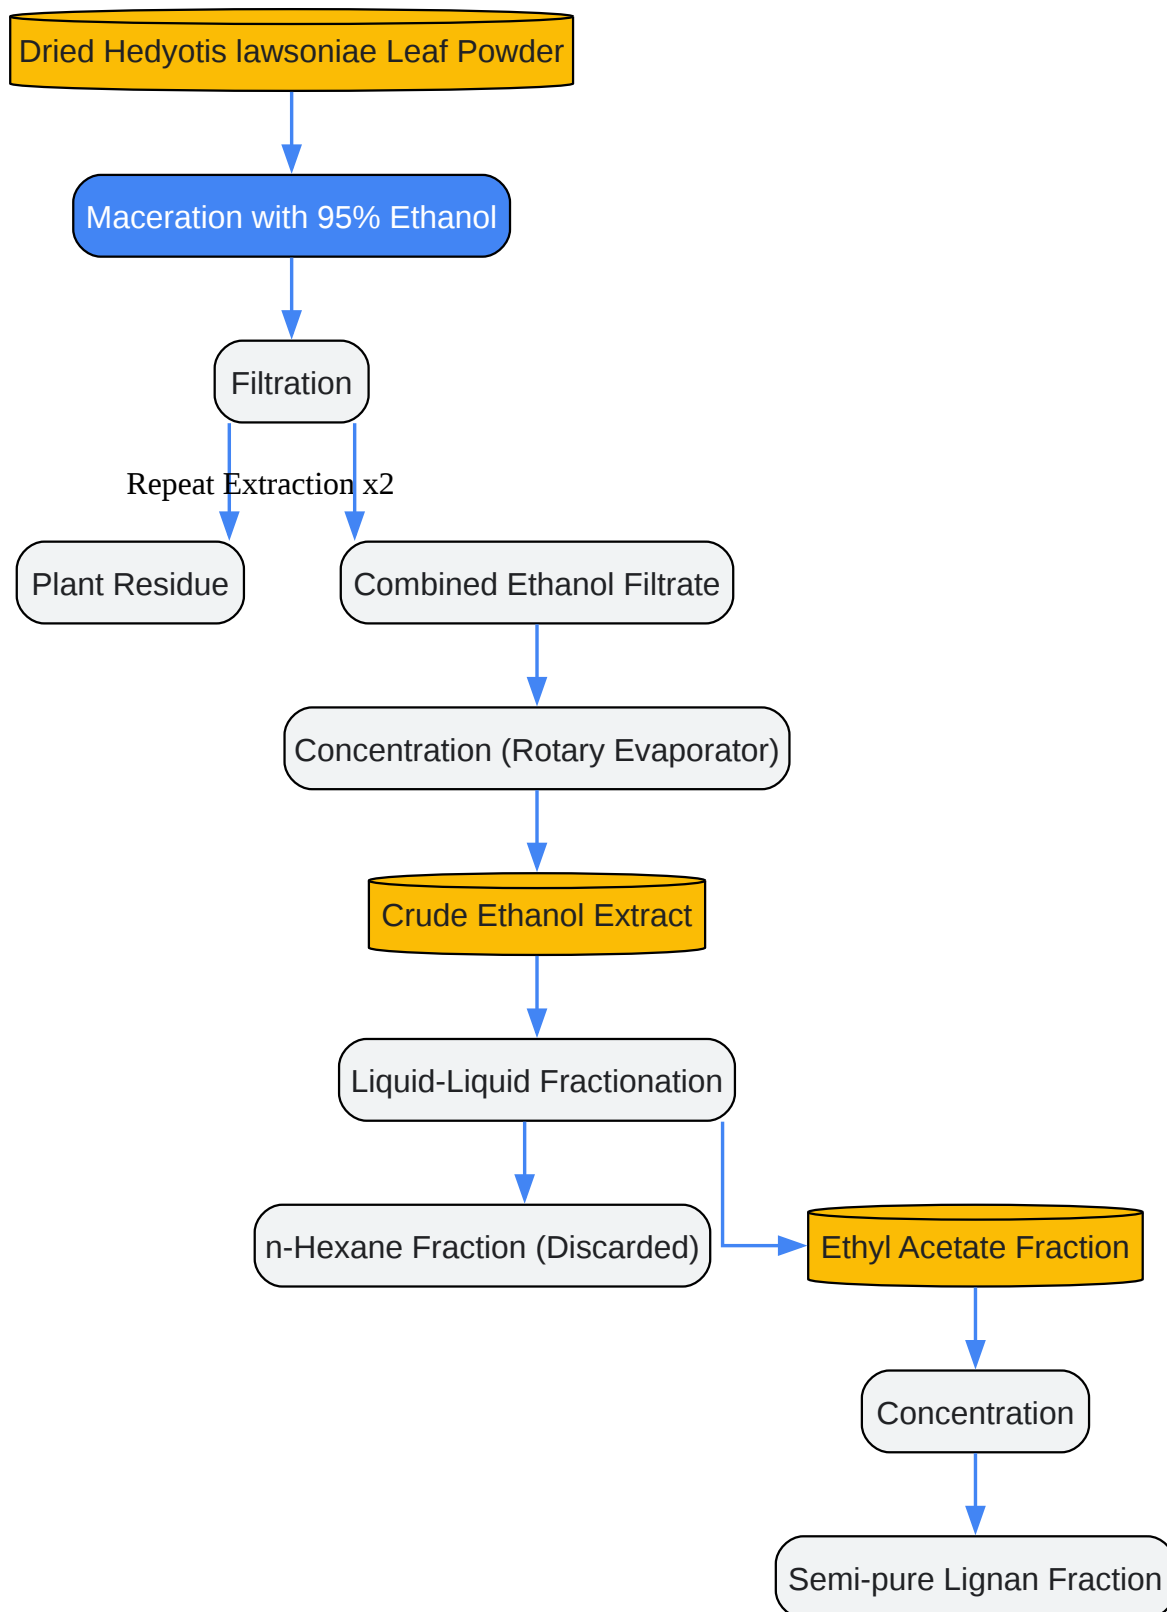 Dried Hedyotis lawsoniae Leaf Powder
Maceration with 95% Ethanol
Filtration
Repeat Extraction x2
Plant Residue
Combined Ethanol Filtrate
Concentration (Rotary Evaporator)
Crude Ethanol Extract
Liquid-Liquid Fractionation
n-Hexane Fraction (Discarded)
Ethyl Acetate Fraction
Concentration
Semi-pure Lignan Fraction